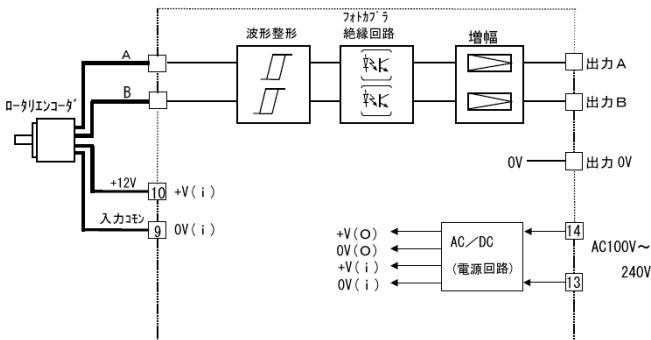 フォトカプラ
波形整形
絶縁回路
増幅
A
出力A
B
出力B
ロータリエンコーダ
0V
出力 0V
+12V
10
+V(i)
入力コモン
9
0V(i)
+V(O)
0V(O)
+V(i)
0V(i)
AC／DC
(電源回路)
14
13
AC100V～
240V